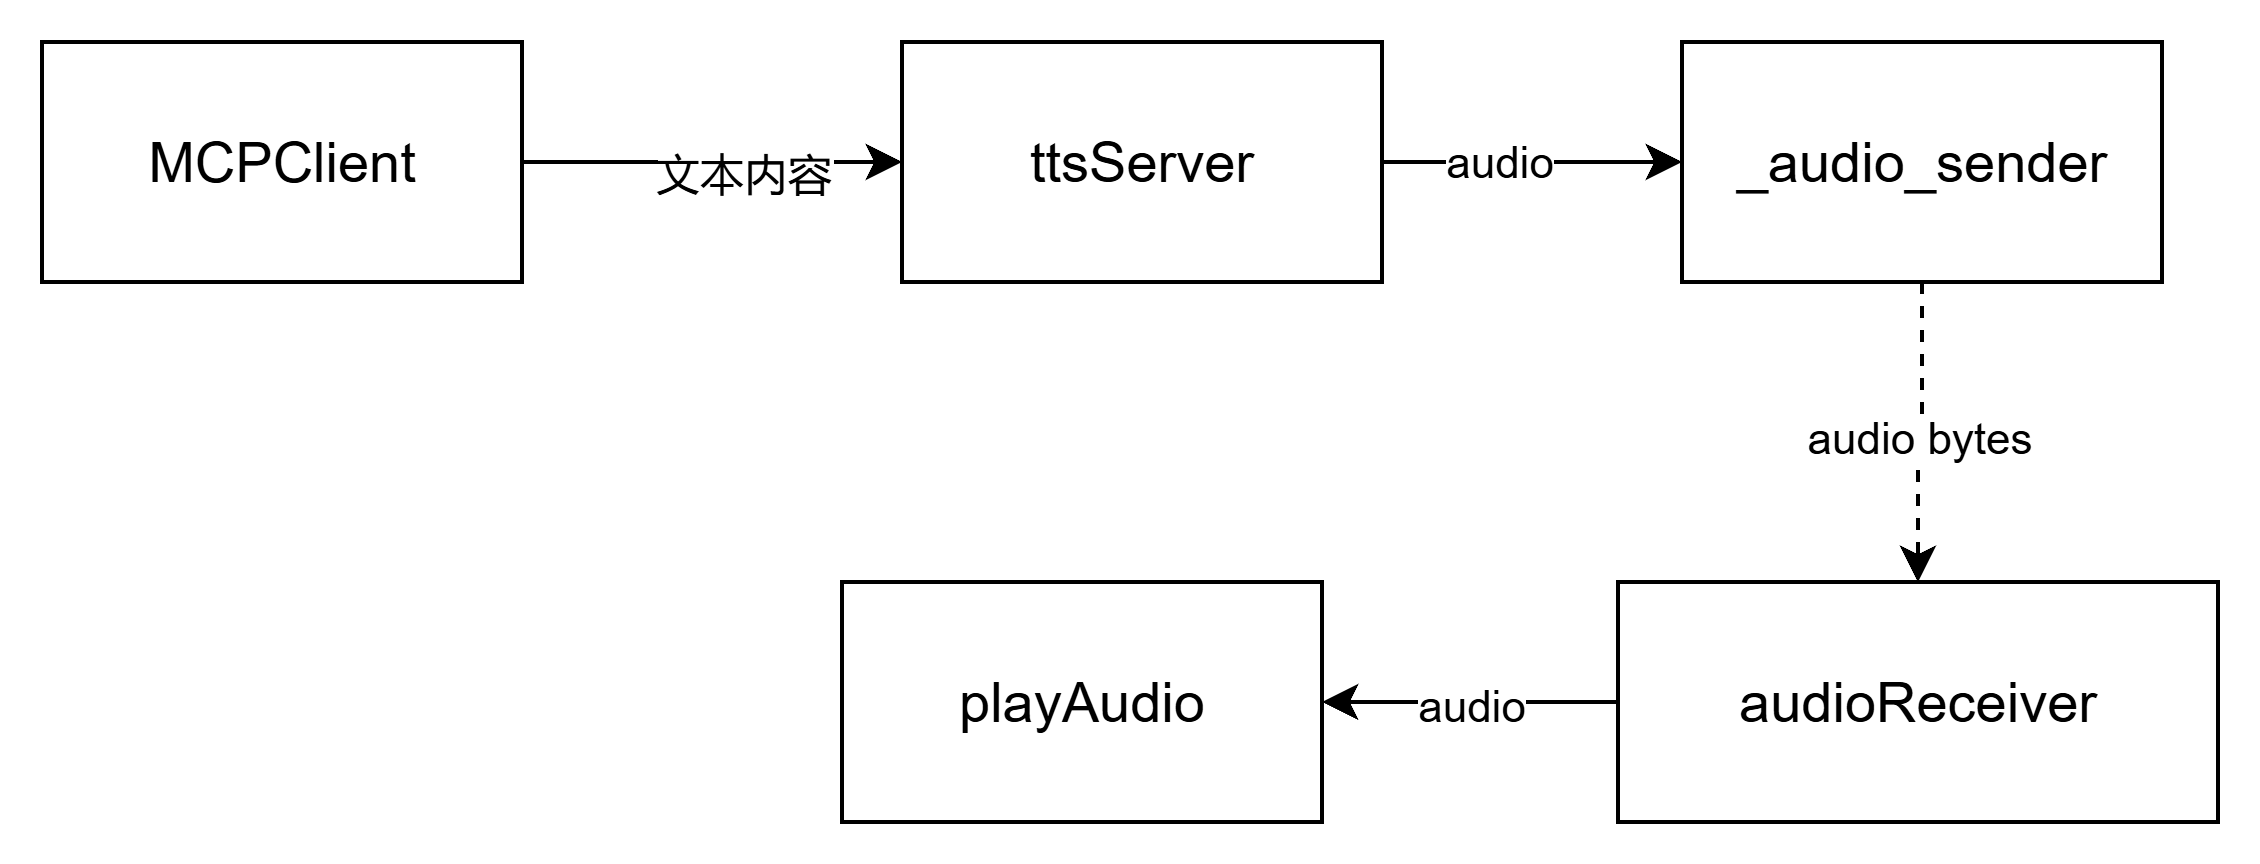 MCPClient
文本内容
ttsServer
audio
_audio_sender
audio bytes
playAudio
audio
audioReceiver